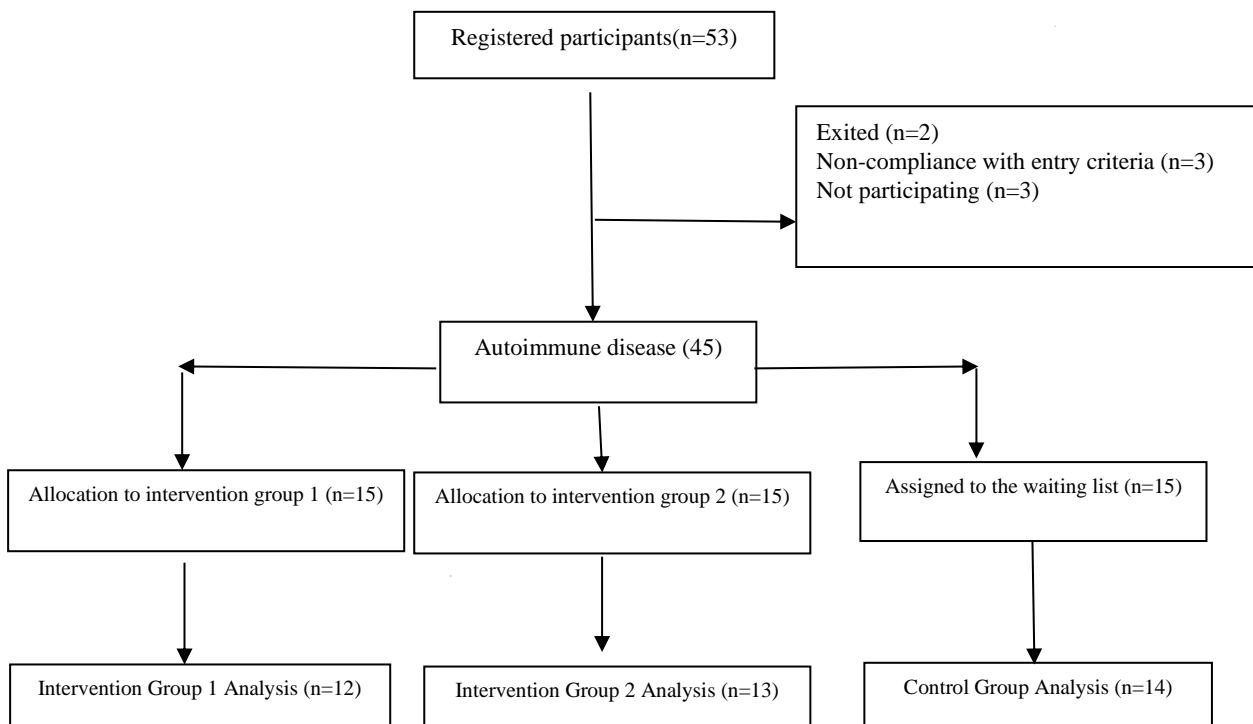 Registered participants(n=53)
Exited (n=2)
Non-compliance with entry criteria (n=3)
Not participating (n=3)
Autoimmune disease (45)
Allocation to intervention group 1 (n=15)
Allocation to intervention group 2 (n=15)
Assigned to the waiting list (n=15)
Intervention Group 1 Analysis (n=12)
Intervention Group 2 Analysis (n=13)
Control Group Analysis (n=14)